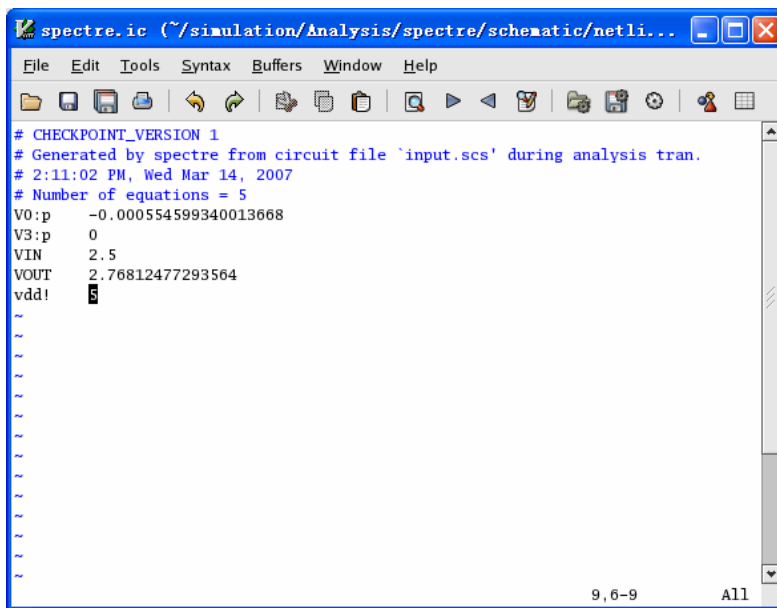 spectre.ic (~/simulation/Analysis/spectre/schematic/netli...
File Edit Tools Syntax Buffers Window Help
# CHECKPOINT_VERSION 1
# Generated by spectre from circuit file `input.scs' during analysis tran.
# 2:11:02 PM, Wed Mar 14, 2007
# Number of equations = 5
V0:p -0.000554599340013668
V3:p 0
VIN 2.5
VOUT 2.76812477293564
vdd! 5
~
~
~
~
~
~
~
~
~
~
~
~
~
~
9,6-9 All